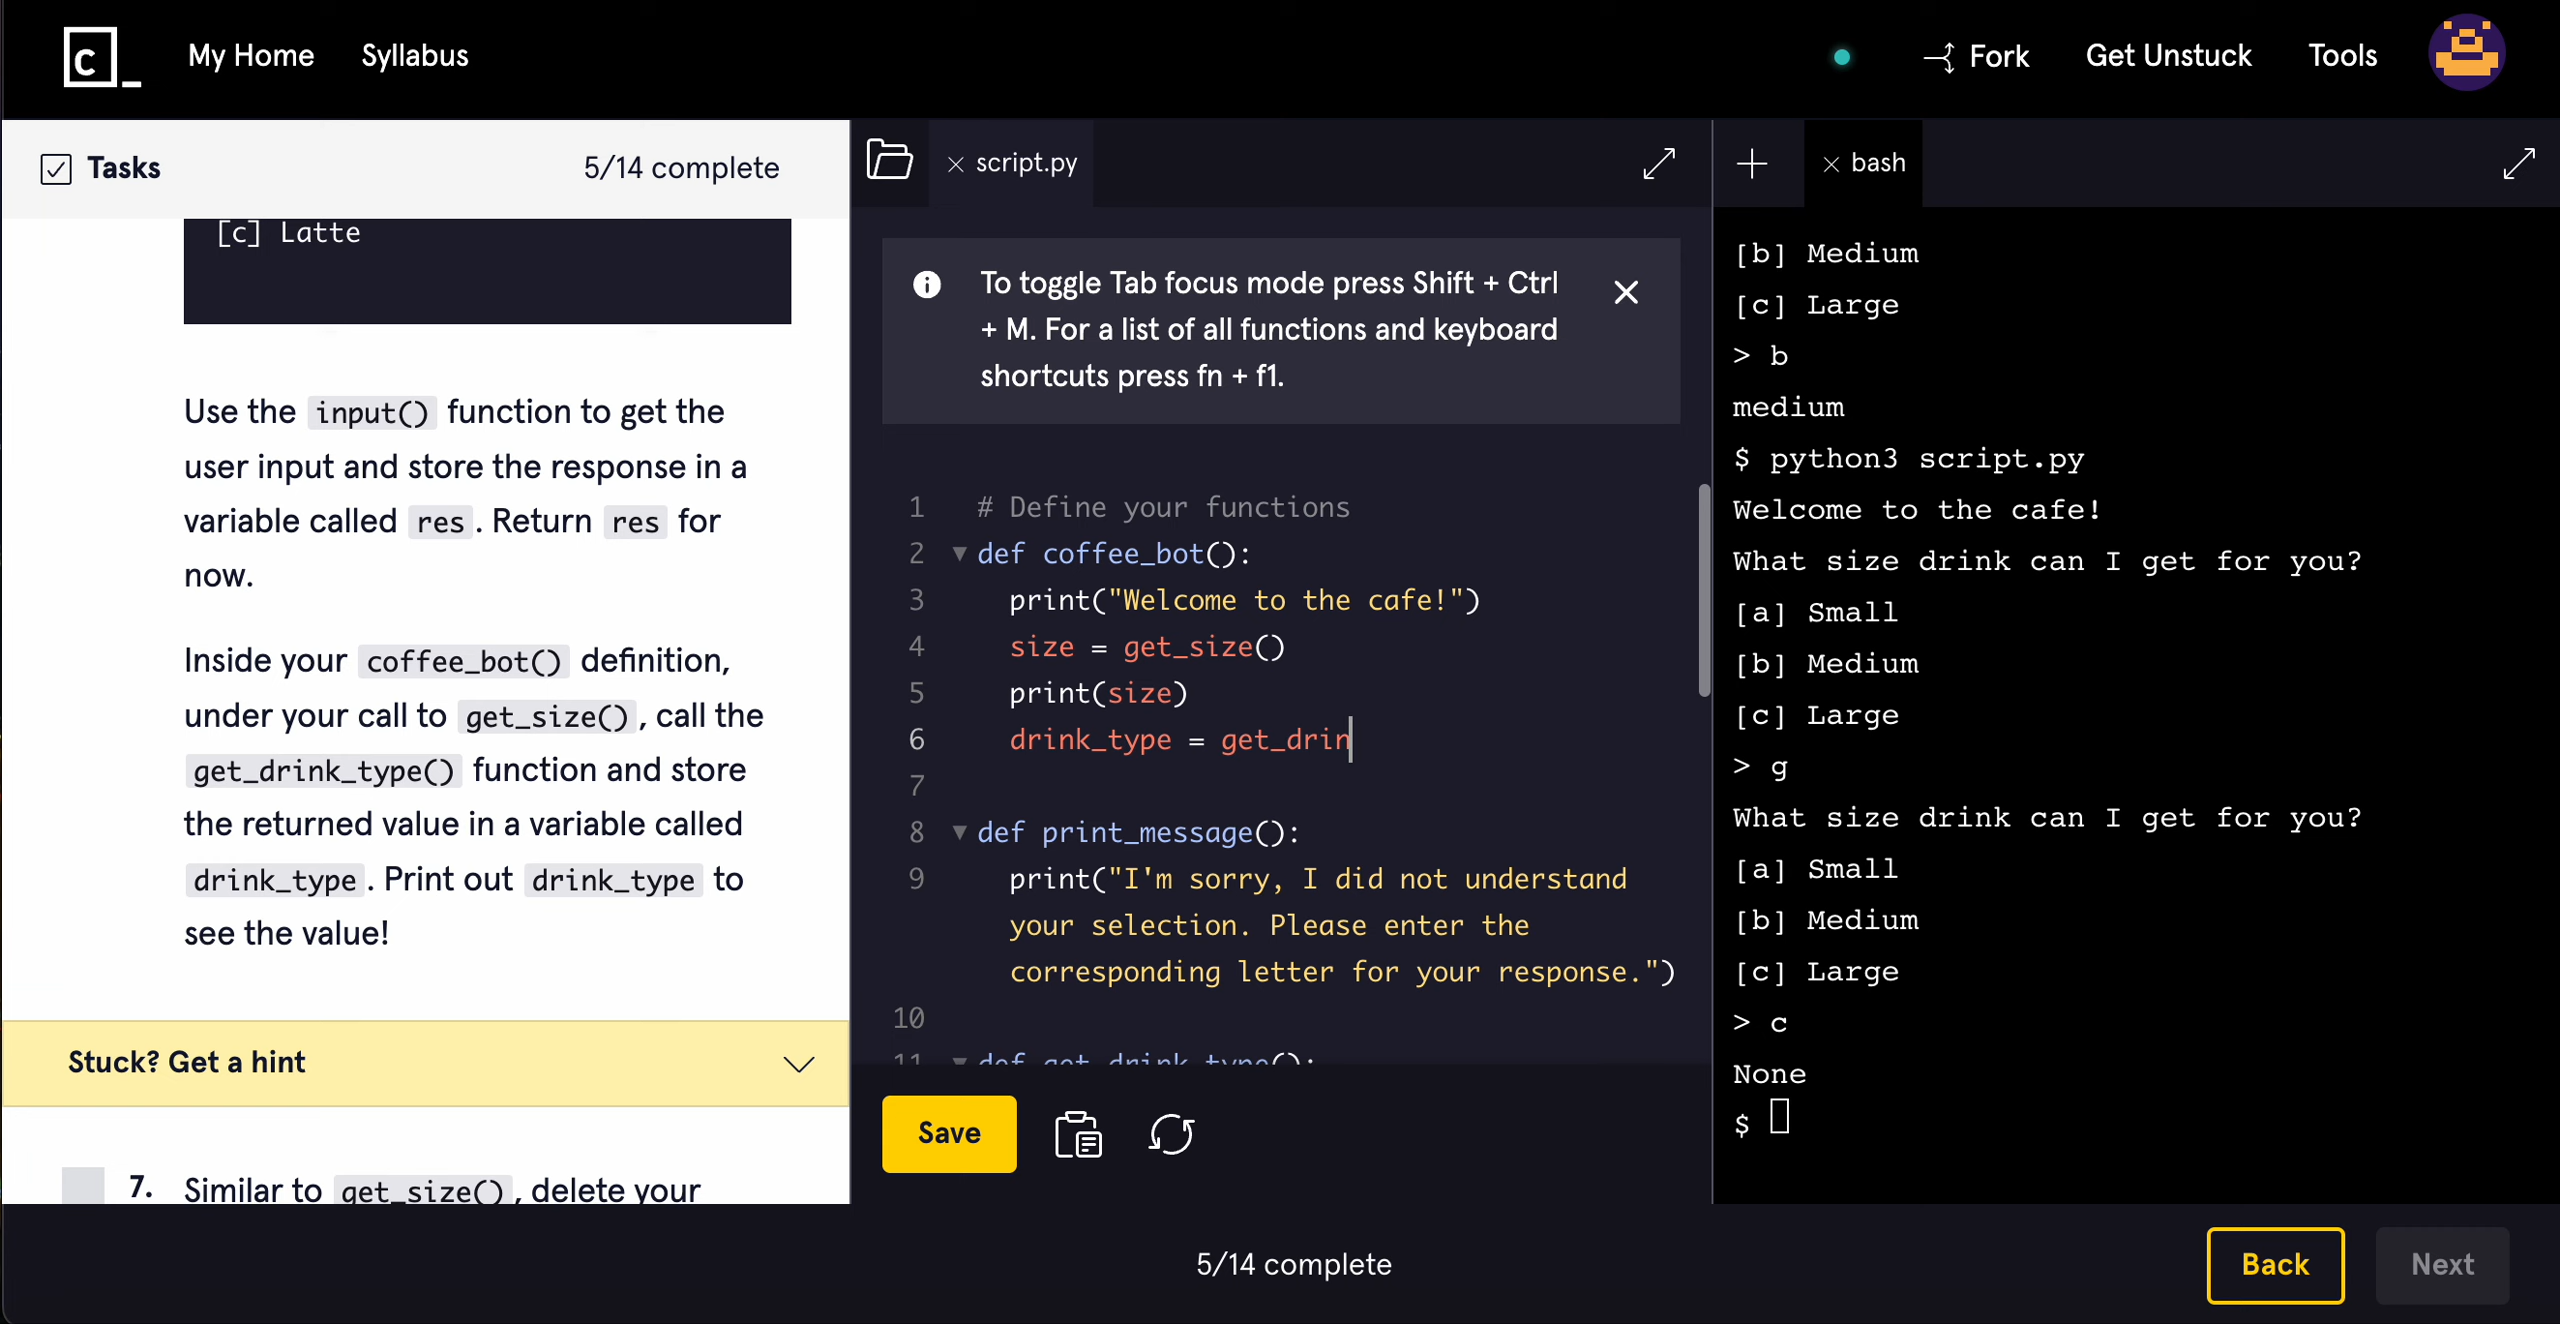 C_
My Home
Syllabus
Fork
Get Unstuck
Tools
Tasks
5/14 complete
[c] Latte
Use the input() function to get the
user input and store the response in a
variable called res. Return res for
now.
Inside your coffee_bot() definition,
under your call to get_size(), call the
get_drink_type() function and store
the returned value in a variable called
drink_type. Print out drink_type to
see the value!
Stuck? Get a hint
7. Similar to get_size(), delete your
script.py
To toggle Tab focus mode press Shift + Ctrl
+ M. For a list of all functions and keyboard
shortcuts press fn + f1.
1 # Define your functions
2 def coffee_bot():
3 print("Welcome to the cafe!")
4 size = get_size()
5 print(size)
6 drink_type = get_drin
7
8 def print_message():
9 print("I'm sorry, I did not understand
your selection. Please enter the
corresponding letter for your response.")
10
11 def get_drink_type():
Save
bash
[b] Medium
[c] Large
> b
medium
$ python3 script.py
Welcome to the cafe!
What size drink can I get for you?
[a] Small
[b] Medium
[c] Large
> g
What size drink can I get for you?
[a] Small
[b] Medium
[c] Large
> c
None
$
5/14 complete
Back
Next